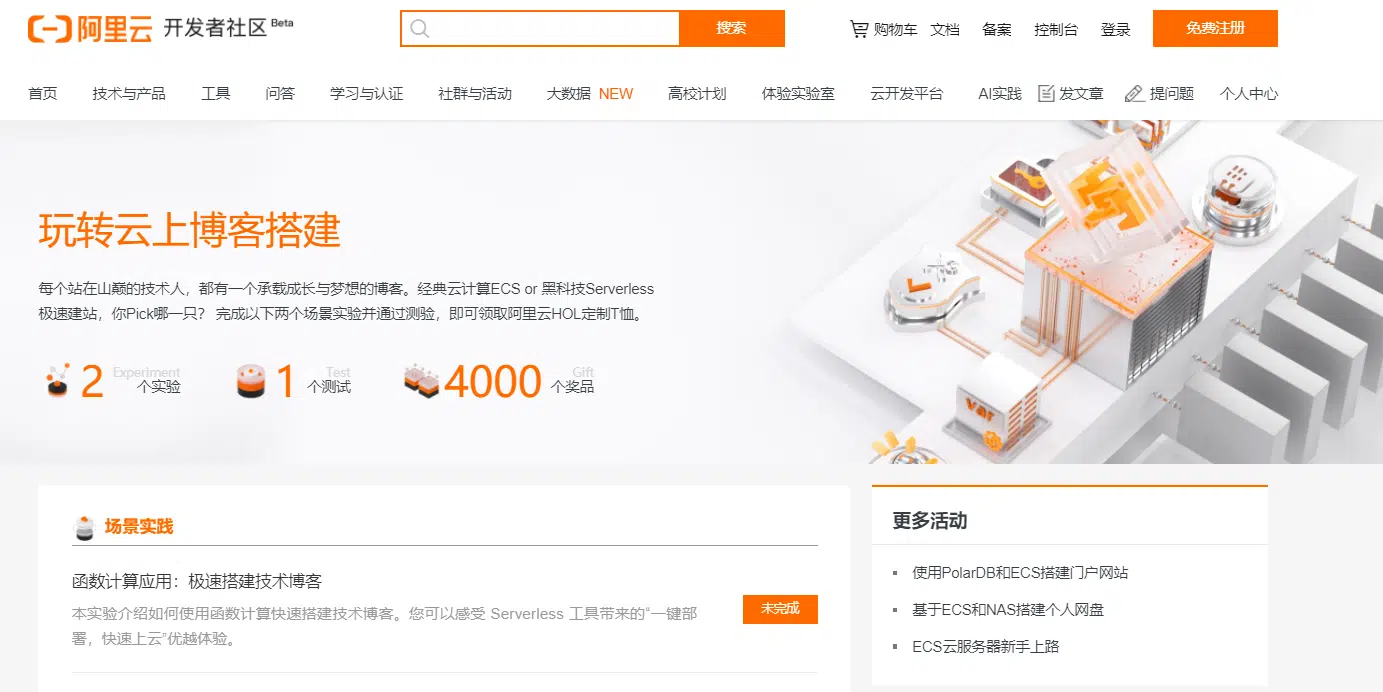 阿里云 开发者社区 Beta
搜索
购物车 文档 备案 控制台 登录 免费注册
首页 技术与产品 工具 问答 学习与认证 社群与活动 大数据 NEW 高校计划 体验实验室 云开发平台 AI实践 发文章 提问题 个人中心
玩转云上博客搭建
每个站在山巅的技术人，都有一个承载成长与梦想的博客。经典云计算ECS or 黑科技Serverless
极速建站，你Pick哪一只？ 完成以下两个场景实验并通过测验，即可领取阿里云HOL定制T恤。
2 Experiment 个实验
1 Test 个测试
4000 Gift 个奖品
var
场景实践
函数计算应用：极速搭建技术博客
本实验介绍如何使用函数计算快速搭建技术博客。您可以感受 Serverless 工具带来的“一键部
署，快速上云”优越体验。
未完成
更多活动
使用PolarDB和ECS搭建门户网站
基于ECS和NAS搭建个人网盘
ECS云服务器新手上路